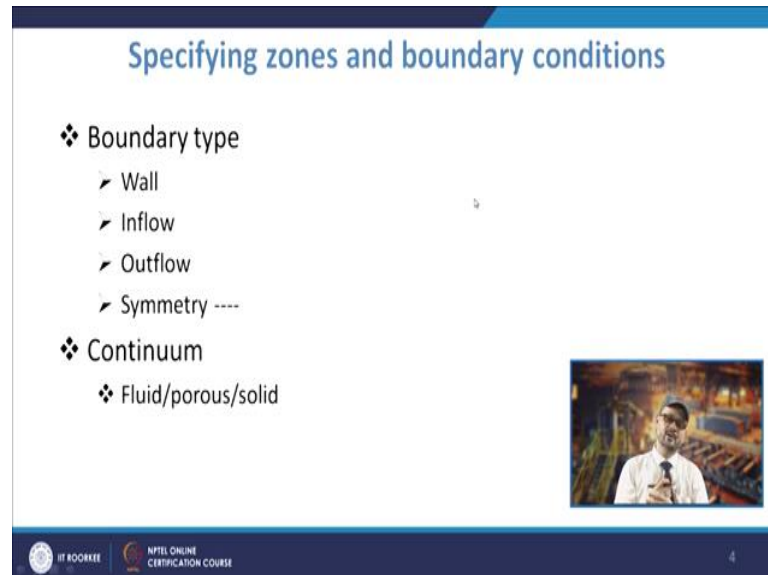 Specifying zones and boundary conditions
❖ Boundary type
➢ Wall
➢ Inflow
➢ Outflow
➢ Symmetry ----
❖ Continuum
❖ Fluid/porous/solid
IIT ROORKEE
NPTEL ONLINE
CERTIFICATION COURSE
4